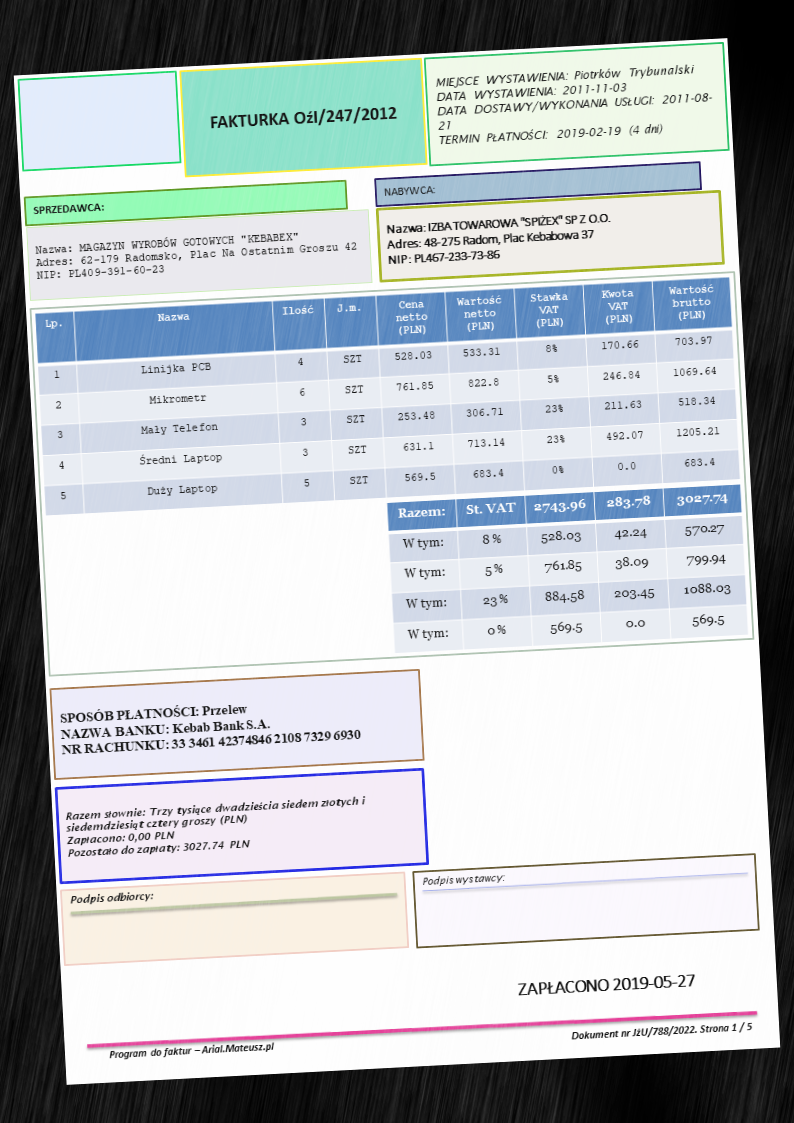 FAKTURKA Oźl/247/2012
MIEJSCE WYSTAWIENIA: Piotrków Trybunalski
DATA WYSTAWIENIA: 2011-11-03
DATA DOSTAWY/WYKONANIA USŁUGI: 2011-08-
21
TERMIN PŁATNOŚCI: 2019-02-19 (4 dni)
SPRZEDAWCA:
Nazwa: MAGAZYN WYROBÓW GOTOWYCH "KEBABEX"
Adres: 62-179 Radomsko, Plac Na Ostatnim Groszu 42
NIP: PL409-391-60-23
NABYWCA:
Nazwa: IZBA TOWAROWA "SPIŻEX" SP Z O.O.
Adres: 48-275 Radom, Plac Kebabowa 37
NIP: PL467-233-73-86
Lp. Nazwa Ilość J.m. Cena netto (PLN) Wartość netto (PLN) Stawka VAT (PLN) Kwota VAT (PLN) Wartość brutto (PLN)
1 Linijka PCB 4 SZT 528.03 533.31 8% 170.66 703.97
2 Mikrometr 6 SZT 761.85 822.8 5% 246.84 1069.64
3 Mały Telefon 3 SZT 253.48 306.71 23% 211.63 518.34
4 Średni Laptop 3 SZT 631.1 713.14 23% 492.07 1205.21
5 Duży Laptop 5 SZT 569.5 683.4 0% 0.0 683.4
Razem: St. VAT 2743.96 283.78 3027.74
W tym: 8 % 528.03 42.24 570.27
W tym: 5 % 761.85 38.09 799.94
W tym: 23 % 884.58 203.45 1088.03
W tym: 0 % 569.5 0.0 569.5
SPOSÓB PŁATNOŚCI: Przelew
NAZWA BANKU: Kebab Bank S.A.
NR RACHUNKU: 33 3461 42374846 2108 7329 6930
Razem słownie: Trzy tysiące dwadzieścia siedem złotych i
siedemdziesiąt cztery groszy (PLN)
Zapłacono: 0,00 PLN
Pozostało do zapłaty: 3027.74 PLN
Podpis odbiorcy:
Podpis wystawcy:
ZAPŁACONO 2019-05-27
Program do faktur – Arial.Mateusz.pl
Dokument nr JżU/788/2022. Strona 1 / 5